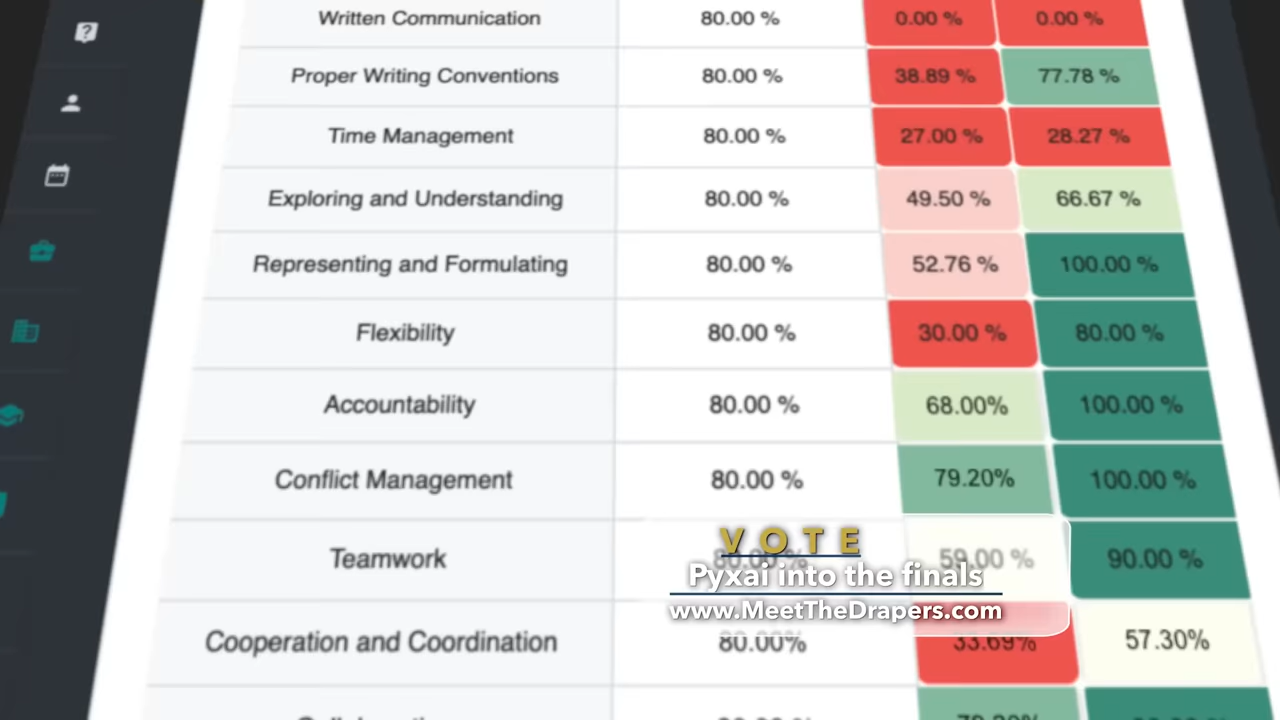 Written Communication 80.00 % 0.00 % 0.00 %
Proper Writing Conventions 80.00 % 38.89 % 77.78 %
Time Management 80.00 % 27.00 % 28.27 %
Exploring and Understanding 80.00 % 49.50 % 66.67 %
Representing and Formulating 80.00 % 52.76 % 100.00 %
Flexibility 80.00 % 30.00 % 80.00 %
Accountability 80.00 % 68.00% 100.00 %
Conflict Management 80.00 % 79.20% 100.00 %
Teamwork 80.00% 59.00 % 90.00 %
VOTE
Pyxai into the finals
www.MeetTheDrapers.com
Cooperation and Coordination 80.00% 33.69% 57.30%